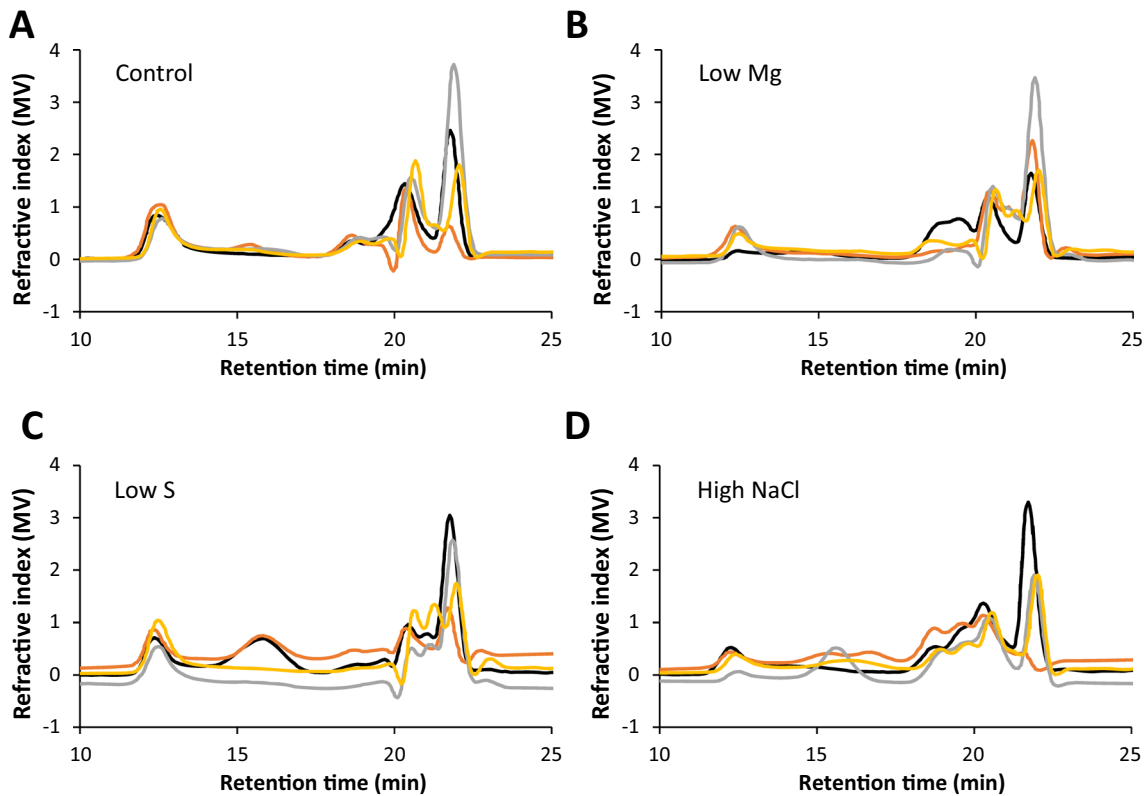 A
Control
Refractive index (MV)
4
3
2
1
0
-1
10
15
20
25
Retention time (min)
B
Low Mg
Refractive index (MV)
4
3
2
1
0
-1
10
15
20
25
Retention time (min)
C
Low S
Refractive index (MV)
4
3
2
1
0
-1
10
15
20
25
Retention time (min)
D
High NaCl
Refractive index (MV)
4
3
2
1
0
-1
10
15
20
25
Retention time (min)